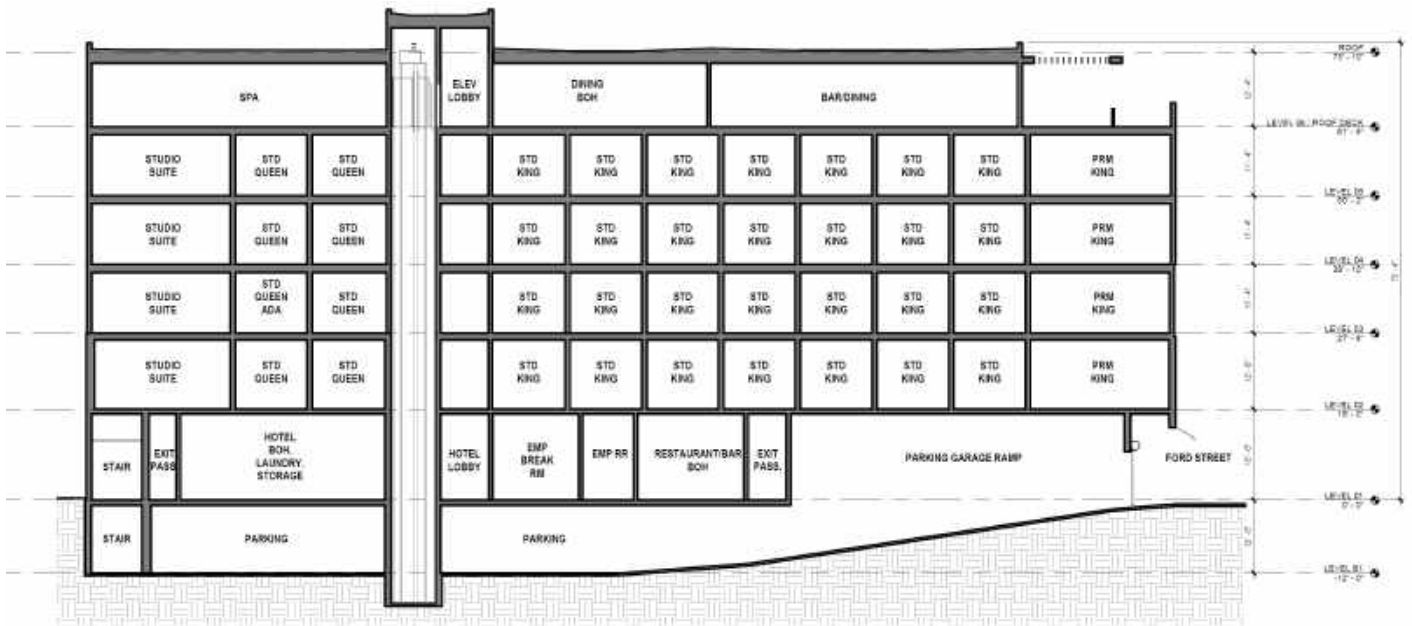 ROOF
SPA
ELEV
LOBBY
DINING
BOH
BAR/DINING
STUDIO
SUITE
STD
QUEEN
STD
QUEEN
STD
KING
STD
KING
STD
KING
STD
KING
STD
KING
STD
KING
STD
KING
PRM
KING
LEVEL 05
STUDIO
SUITE
STD
QUEEN
STD
QUEEN
STD
KING
STD
KING
STD
KING
STD
KING
STD
KING
STD
KING
STD
KING
PRM
KING
LEVEL 04
STUDIO
SUITE
STD
QUEEN
ADA
STD
QUEEN
STD
KING
STD
KING
STD
KING
STD
KING
STD
KING
STD
KING
STD
KING
PRM
KING
LEVEL 03
STUDIO
SUITE
STD
QUEEN
STD
QUEEN
STD
KING
STD
KING
STD
KING
STD
KING
STD
KING
STD
KING
STD
KING
PRM
KING
LEVEL 02
STAIR
EXIT
PASS.
HOTEL
BOH,
LAUNDRY,
STORAGE
HOTEL
LOBBY
EMP
BREAK
RM
EMP RR
RESTAURANT/BAR
BOH
EXIT
PASS.
PARKING GARAGE RAMP
FORD STREET
LEVEL 01
0' - 0"
STAIR
PARKING
PARKING
LEVEL B1
-12' - 0"